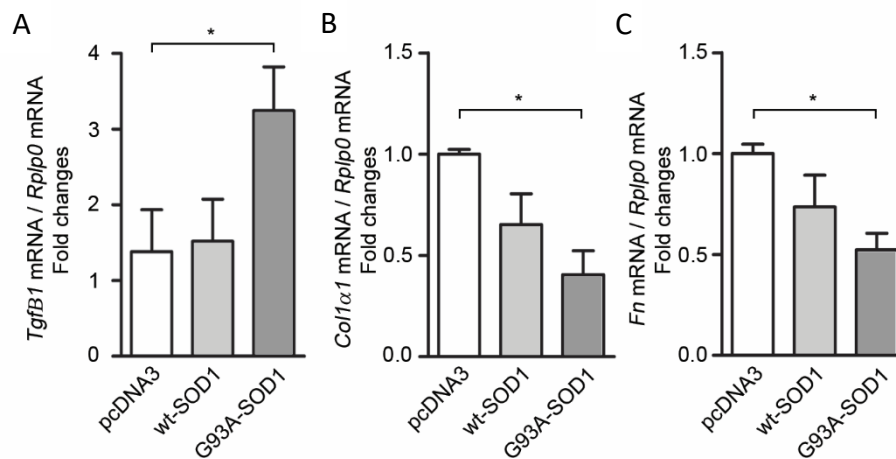 A
TgfB1 mRNA / Rplp0 mRNA
Fold changes
4
3
2
1
0
*
pcDNA3
wt-SOD1
G93A-SOD1
B
Col1α1 mRNA / Rplp0 mRNA
Fold changes
1.5
1.0
0.5
0.0
*
pcDNA3
wt-SOD1
G93A-SOD1
C
Fn mRNA / Rplp0 mRNA
Fold changes
1.5
1.0
0.5
0.0
*
pcDNA3
wt-SOD1
G93A-SOD1